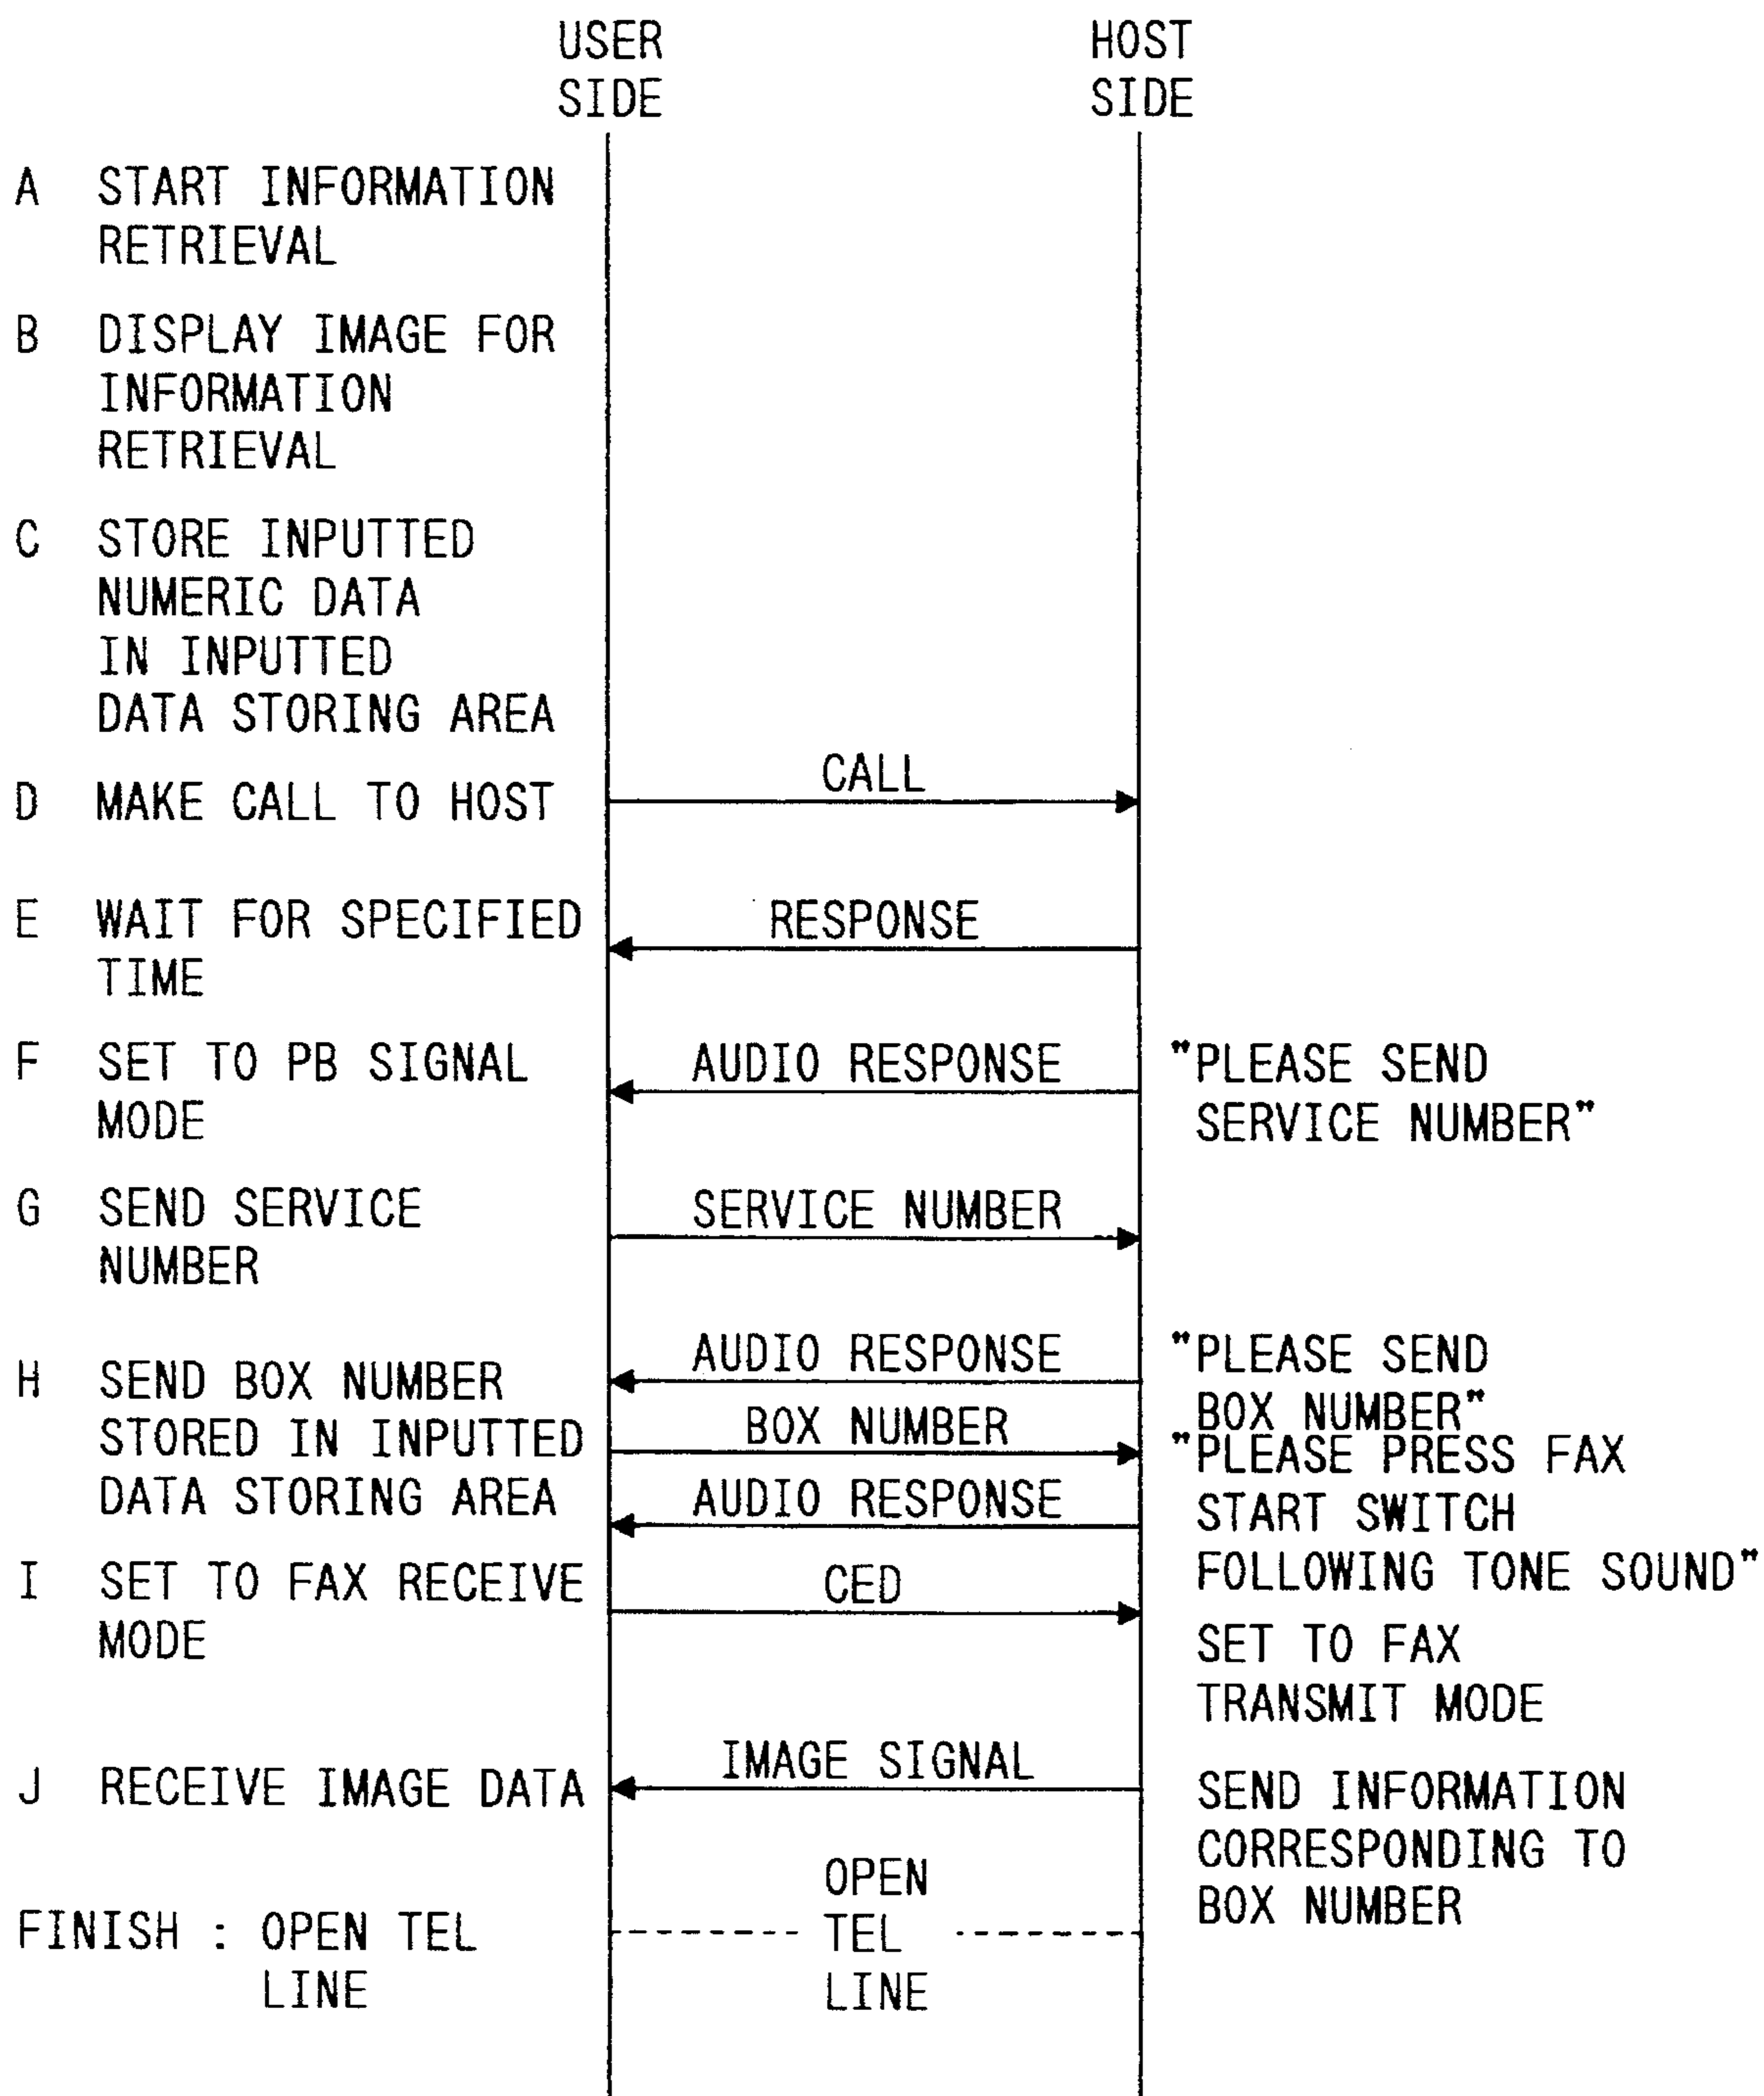 USER
SIDE
HOST
SIDE
A START INFORMATION
RETRIEVAL
B DISPLAY IMAGE FOR
INFORMATION
RETRIEVAL
C STORE INPUTTED
NUMERIC DATA
IN INPUTTED
DATA STORING AREA
D MAKE CALL TO HOST
CALL
E WAIT FOR SPECIFIED
TIME
RESPONSE
F SET TO PB SIGNAL
MODE
AUDIO RESPONSE
"PLEASE SEND
SERVICE NUMBER"
G SEND SERVICE
NUMBER
SERVICE NUMBER
H SEND BOX NUMBER
STORED IN INPUTTED
DATA STORING AREA
AUDIO RESPONSE
"PLEASE SEND
BOX NUMBER"
BOX NUMBER
"PLEASE PRESS FAX
START SWITCH
FOLLOWING TONE SOUND"
AUDIO RESPONSE
I SET TO FAX RECEIVE
MODE
CED
SET TO FAX
TRANSMIT MODE
J RECEIVE IMAGE DATA
IMAGE SIGNAL
SEND INFORMATION
CORRESPONDING TO
BOX NUMBER
FINISH : OPEN TEL
LINE
OPEN
TEL
LINE